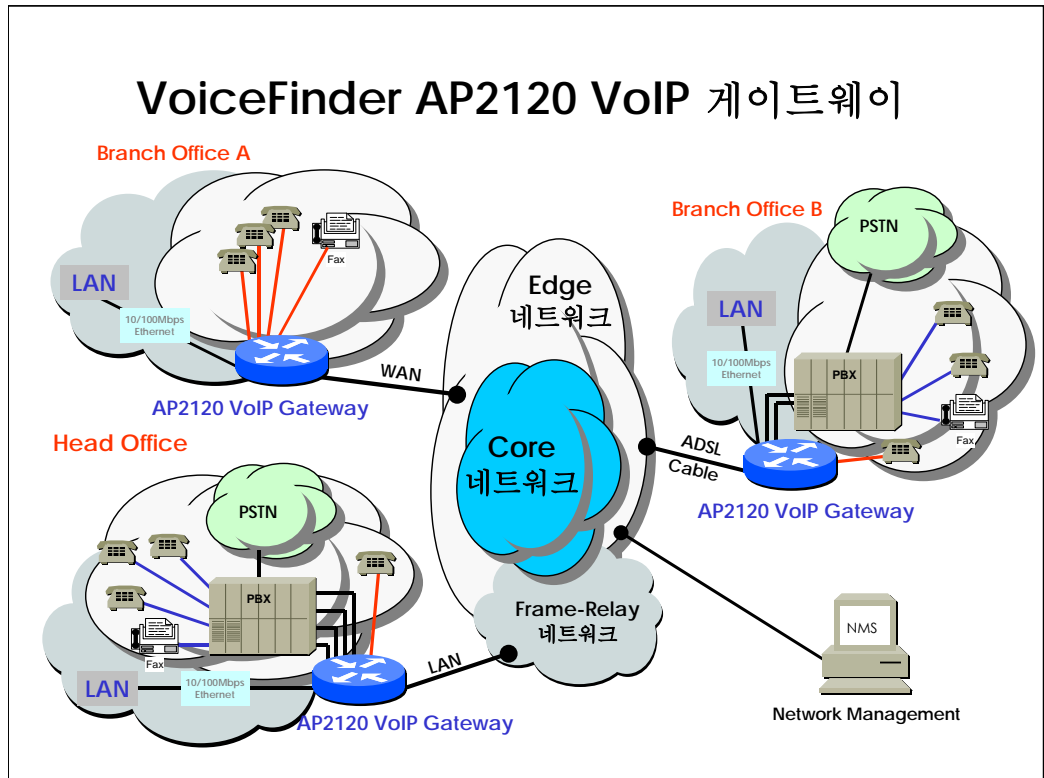 VoiceFinder AP2120 VoIP 게이트웨이
Branch Office A
Fax
LAN
10/100Mbps
Ethernet
AP2120 VoIP Gateway
WAN
Edge
네트워크
Core
네트워크
Frame-Relay
네트워크
Branch Office B
PSTN
LAN
10/100Mbps
Ethernet
PBX
Fax
ADSL
Cable
AP2120 VoIP Gateway
Head Office
PSTN
PBX
Fax
LAN
10/100Mbps
Ethernet
LAN
AP2120 VoIP Gateway
NMS
Network Management